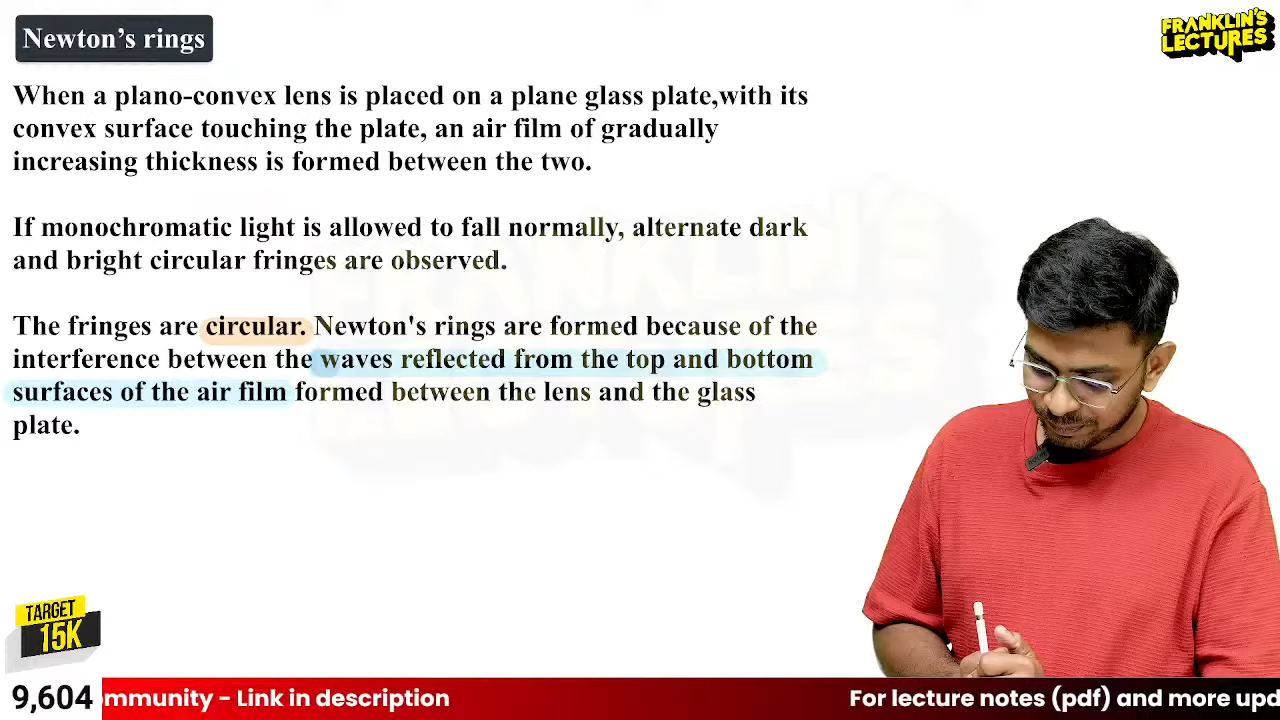 Newton's rings
FRANKLIN'S
LECTURES
When a plano-convex lens is placed on a plane glass plate,with its
convex surface touching the plate, an air film of gradually
increasing thickness is formed between the two.
If monochromatic light is allowed to fall normally, alternate dark
and bright circular fringes are observed.
The fringes are circular. Newton's rings are formed because of the
interference between the waves reflected from the top and bottom
surfaces of the air film formed between the lens and the glass
plate.
FRANKLIN'S
LECTURES
TARGET
15K
9,604
mmunity - Link in description
For lecture notes (pdf) and more upd